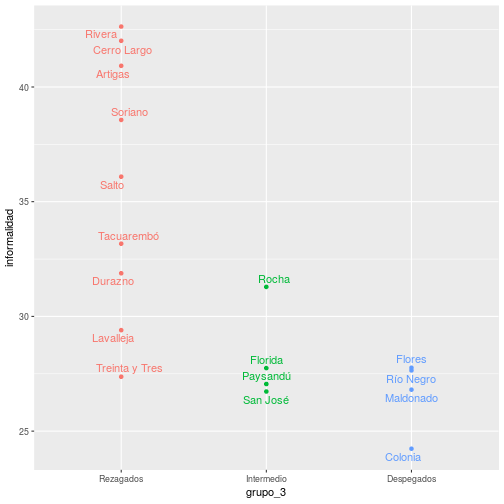 Rivera
Cerro Largo
Artigas
40
Soriano
35
Salto
Tacuarembó
Durazno
Rocha
30
Lavalleja
Treinta y Tres
Florida
Flores
Paysandú
Río Negro
San José
Maldonado
25
Colonia
informalidad
Rezagados
Intermedio
Despegados
grupo_3